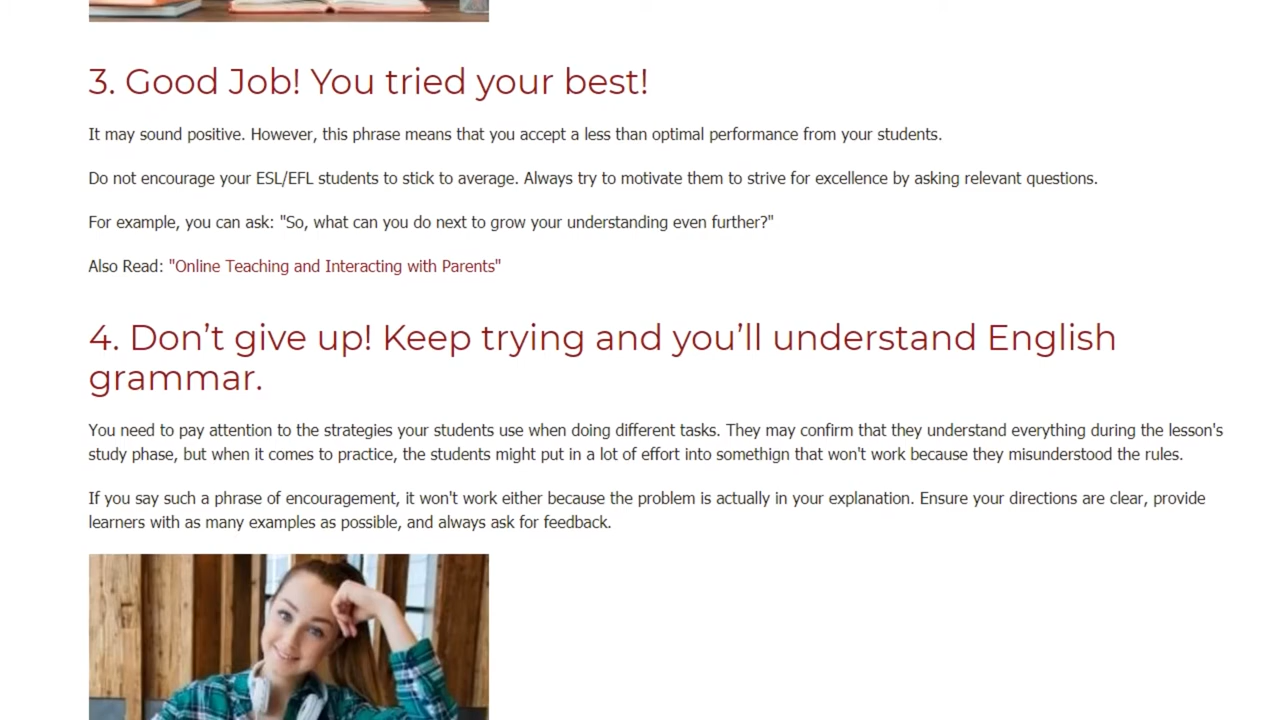 3. Good Job! You tried your best!
It may sound positive. However, this phrase means that you accept a less than optimal performance from your students.
Do not encourage your ESL/EFL students to stick to average. Always try to motivate them to strive for excellence by asking relevant questions.
For example, you can ask: "So, what can you do next to grow your understanding even further?"
Also Read: "Online Teaching and Interacting with Parents"
4. Don’t give up! Keep trying and you’ll understand English
grammar.
You need to pay attention to the strategies your students use when doing different tasks. They may confirm that they understand everything during the lesson's
study phase, but when it comes to practice, the students might put in a lot of effort into somethign that won't work because they misunderstood the rules.
If you say such a phrase of encouragement, it won't work either because the problem is actually in your explanation. Ensure your directions are clear, provide
learners with as many examples as possible, and always ask for feedback.